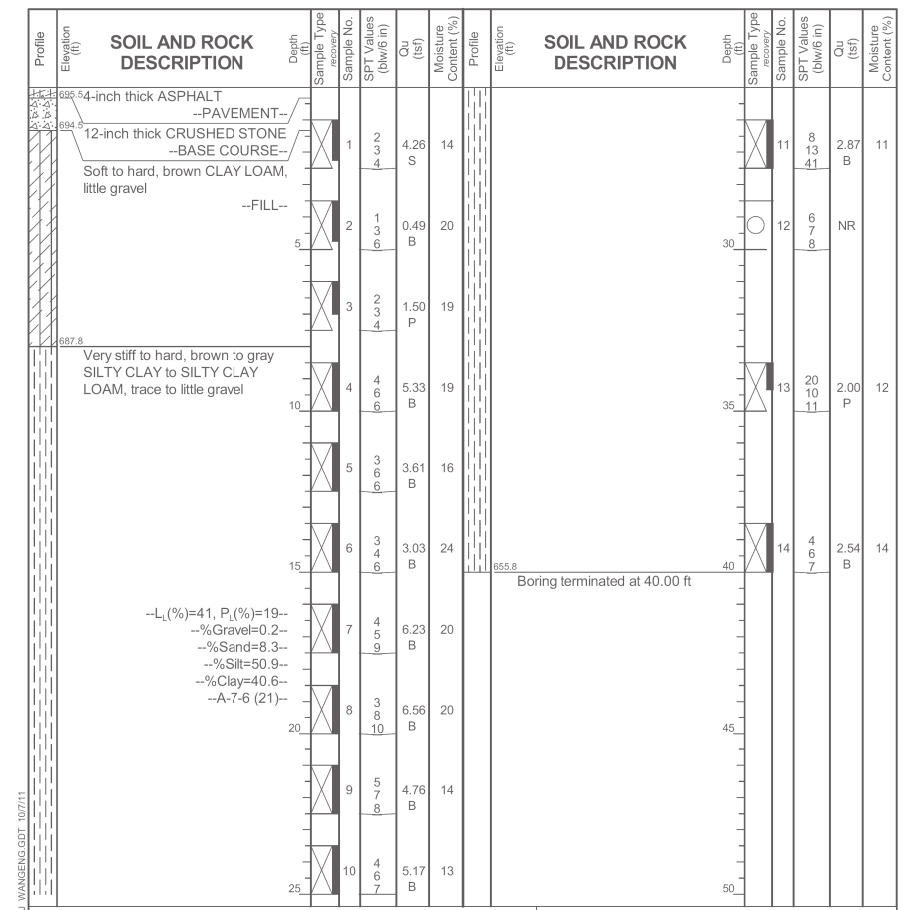 Profile
Elevation
(ft)
SOIL AND ROCK
DESCRIPTION
Depth
(ft)
Sample Type
recovery
Sample No.
SPT Values
(blw/6 in)
Qu
(tsf)
Moisture
Content (%)
Profile
Elevation
(ft)
SOIL AND ROCK
DESCRIPTION
Depth
(ft)
Sample Type
recovery
Sample No.
SPT Values
(blw/6 in)
Qu
(tsf)
Moisture
Content (%)
695.5 4-inch thick ASPHALT
--PAVEMENT--
694.5 12-inch thick CRUSHED STONE
--BASE COURSE--
Soft to hard, brown CLAY LOAM,
little gravel
--FILL--
1
2
3
4
4.26
S
14
2
1
3
6
0.49
B
20
5
3
2
3
4
1.50
P
19
687.8
Very stiff to hard, brown to gray
SILTY CLAY to SILTY CLAY
LOAM, trace to little gravel
4
4
6
6
5.33
B
19
10
5
3
6
6
3.61
B
16
6
3
4
6
3.03
B
24
15
--LL(%)=41, PL(%)=19--
--%Gravel=0.2--
--%Sand=8.3--
--%Silt=50.9--
--%Clay=40.6--
--A-7-6 (21)--
7
4
5
9
6.23
B
20
8
3
8
10
6.56
B
20
20
9
5
7
8
4.76
B
14
10
4
6
7
5.17
B
13
25
11
8
13
41
2.87
B
11
12
6
7
8
NR
30
13
20
10
11
2.00
P
12
35
14
4
6
7
2.54
B
14
40
655.8
Boring terminated at 40.00 ft
45
50
WANGENG.GDT 10/7/11